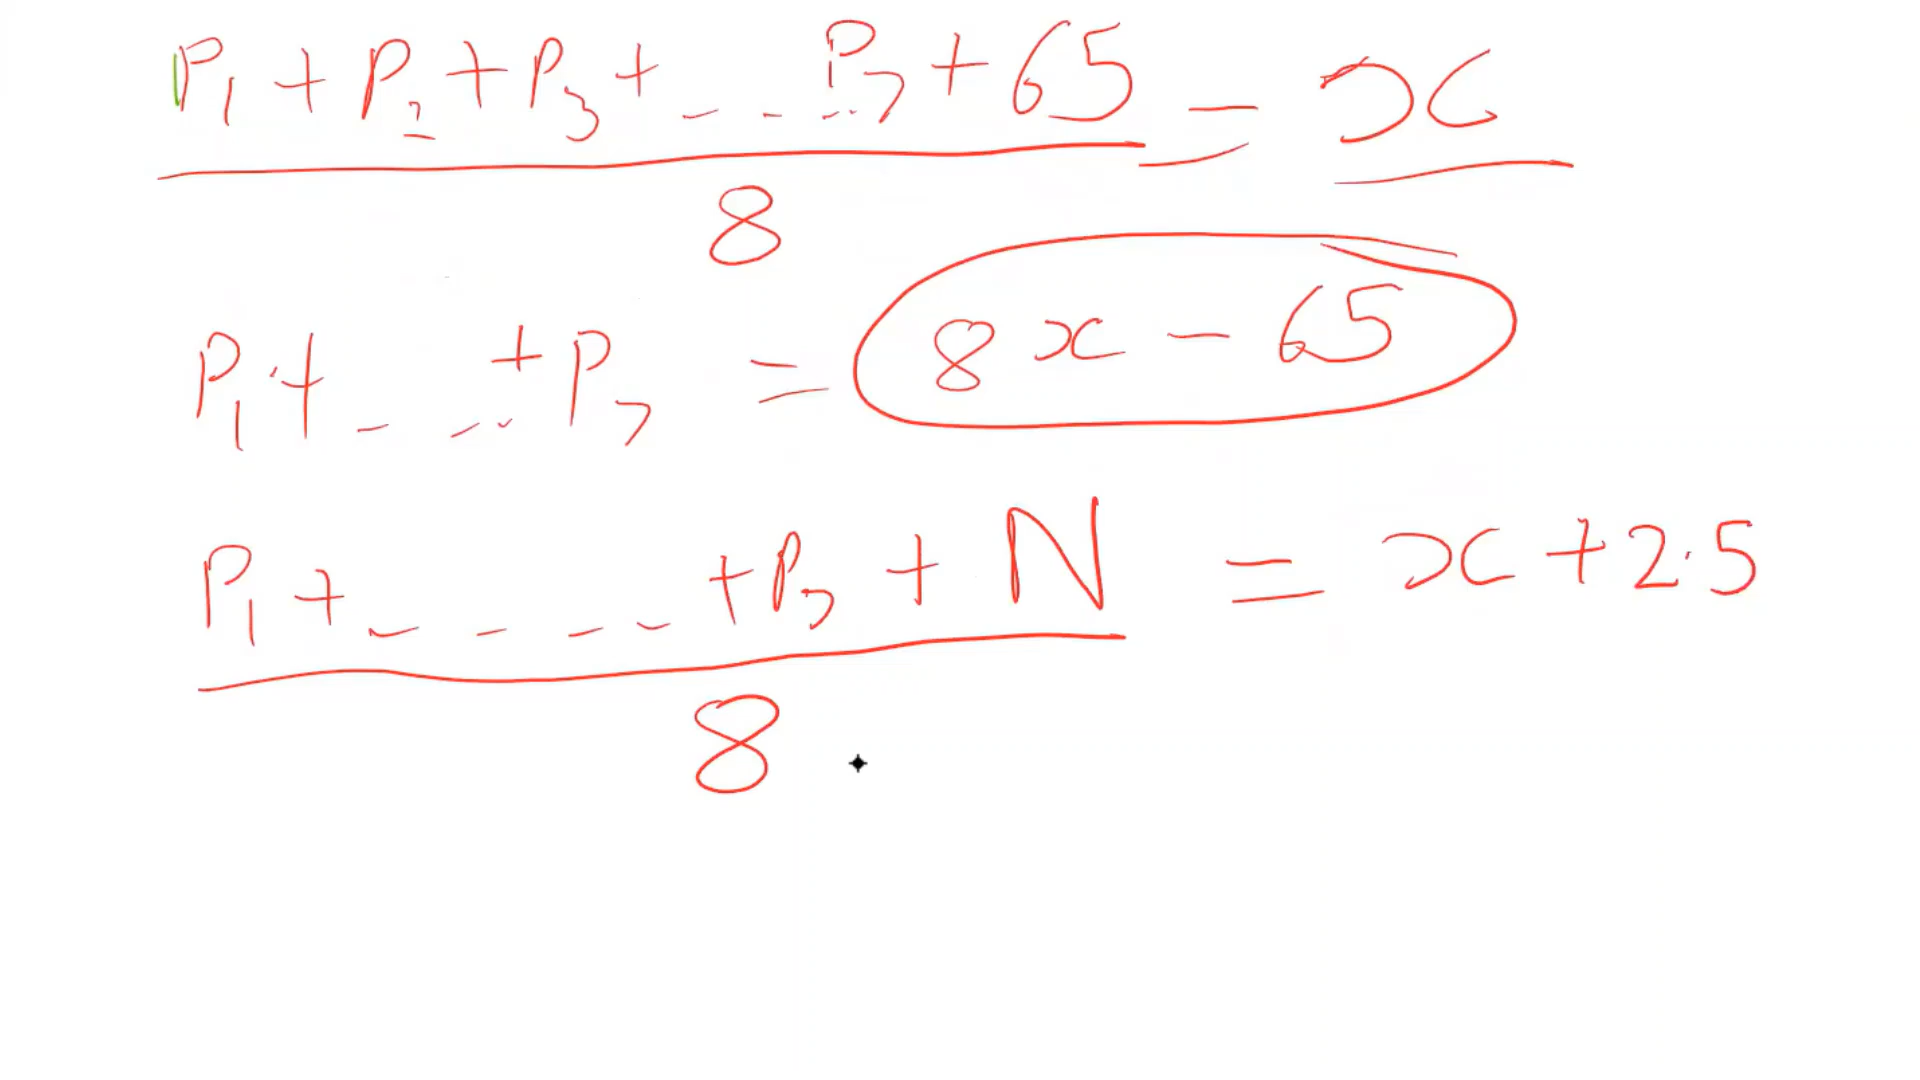 P₁ + P₂ + P₃ + - - -.. P₇ + 65 = x
8
P₁ + - - .. + P₇ = 8x - 65
P₁ + - - - - + P₇ + N = x + 2.5
8